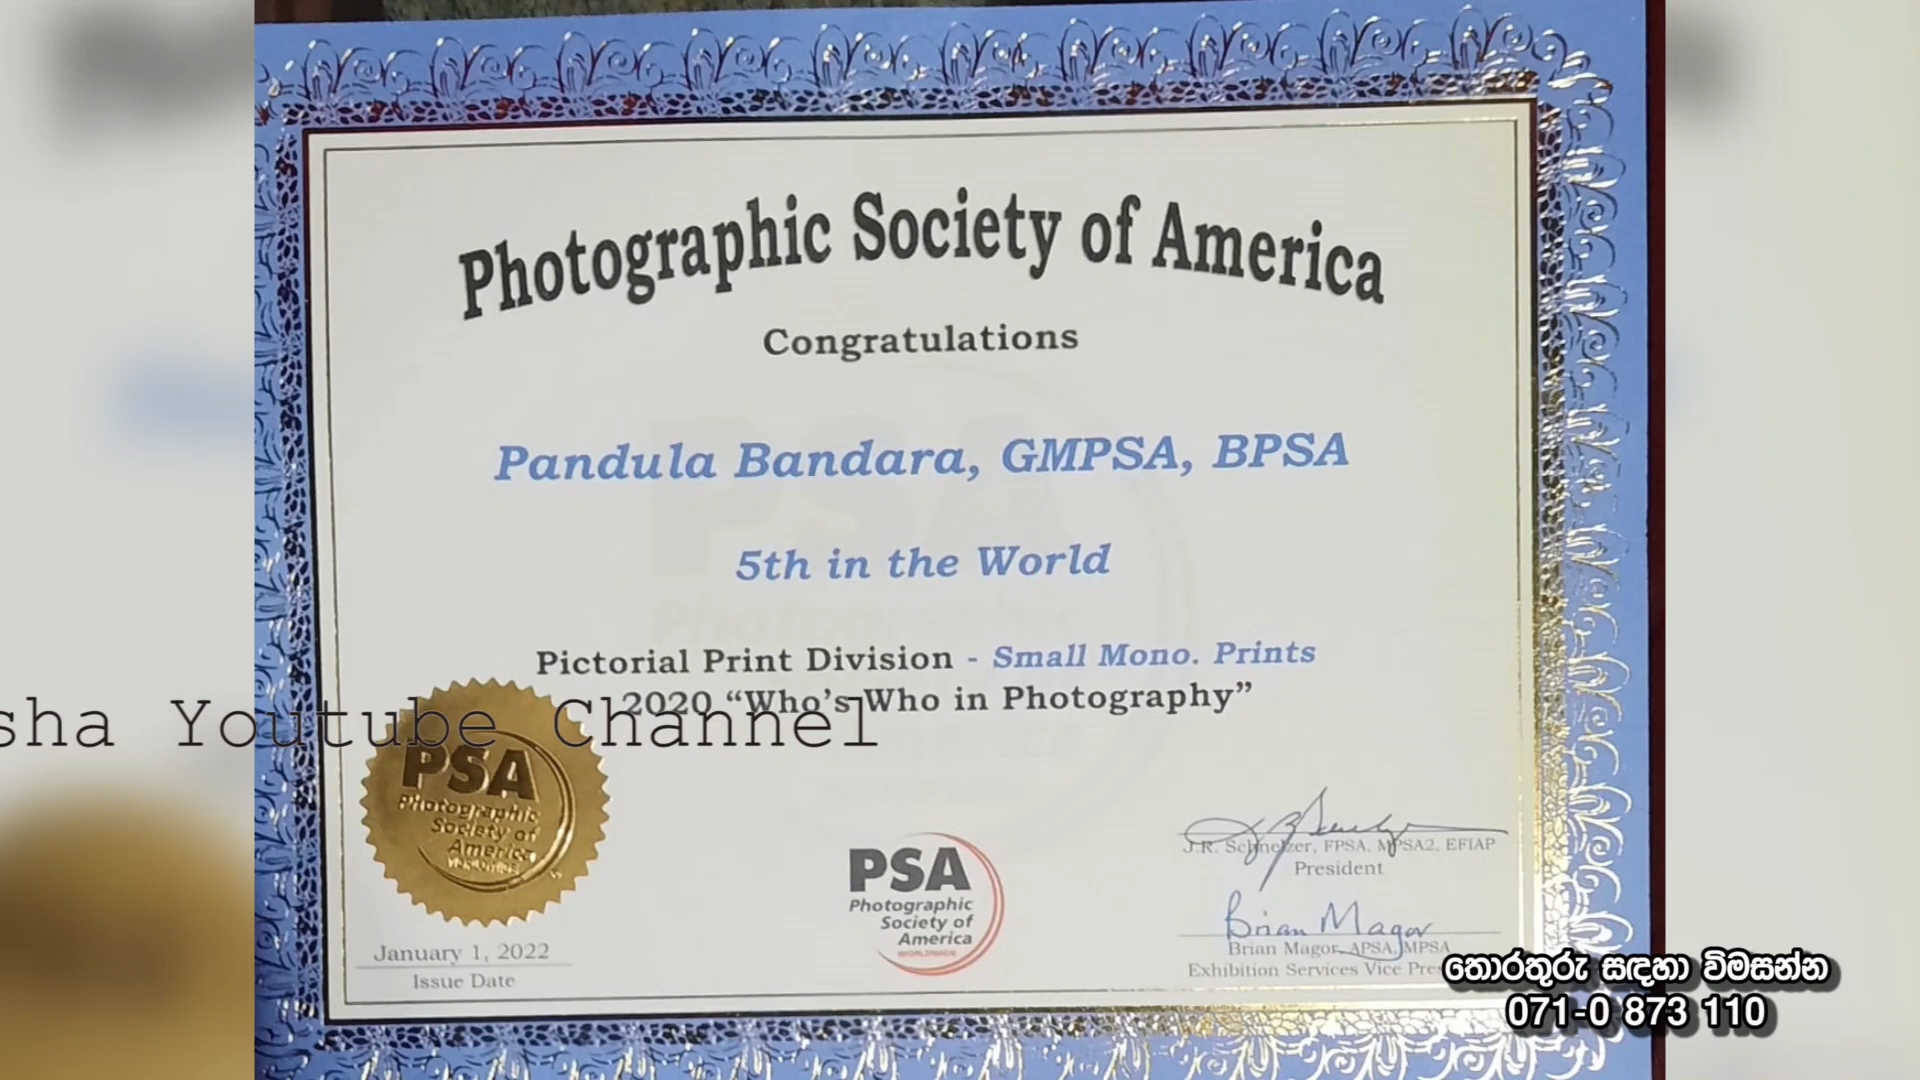 Photographic Society of America
Congratulations
Pandula Bandara, GMPSA, BPSA
5th in the World
Pictorial Print Division - Small Mono. Prints
2020 "Who's Who in Photography"
sha Youtube Channel
PSA
Photographic
Society of
America
WORLDWIDE
January 1, 2022
Issue Date
PSA
Photographic
Society of
America
WORLDWIDE
J.R. Schnelzer, FPSA, MPSA2, EFIAP
President
Brian Magor
Brian Magor, APSA, MPSA
Exhibition Services Vice Pres
තොරතුරු සඳහා විමසන්න
071-0 873 110